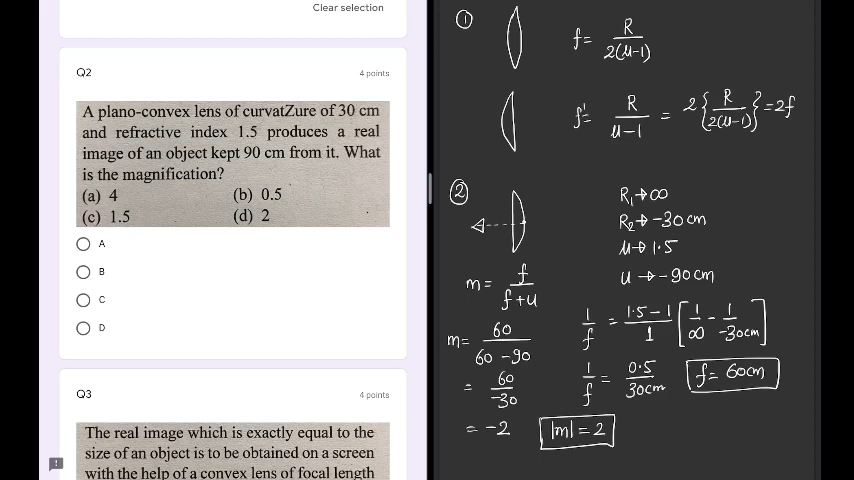 Clear selection
Q2
4 points
A plano-convex lens of curvatZure of 30 cm
and refractive index 1.5 produces a real
image of an object kept 90 cm from it. What
is the magnification?
(a) 4 (b) 0.5
(c) 1.5 (d) 2
A
B
C
D
Q3
4 points
The real image which is exactly equal to the
size of an object is to be obtained on a screen
with the help of a convex lens of focal length
①
f = R / 2(μ-1)
f' = R / μ-1 = 2{R / 2(μ-1)} = 2f
②
R₁→∞
R₂→ -30cm
μ→1.5
u → -90cm
m = f / f+u
1/f = 1.5-1 / 1 [1/∞ - 1/-30cm]
m = 60 / 60-90
1/f = 0.5 / 30cm
f = 60cm
= 60 / -30
= -2
|m| = 2